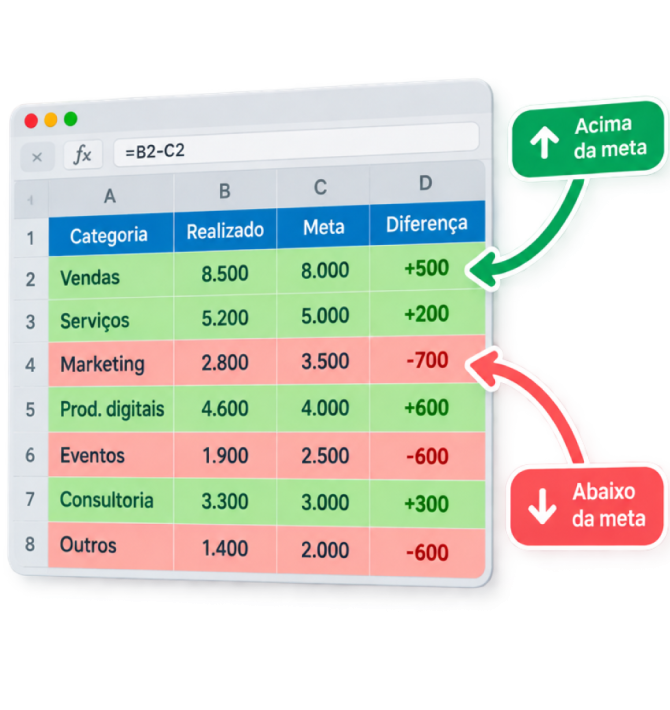 Acima
da meta
× fx =B2-C2
A B C D
1 Categoria Realizado Meta Diferença
2 Vendas 8.500 8.000 +500
3 Serviços 5.200 5.000 +200
4 Marketing 2.800 3.500 -700
5 Prod. digitais 4.600 4.000 +600
6 Eventos 1.900 2.500 -600
7 Consultoria 3.300 3.000 +300
8 Outros 1.400 2.000 -600
Abaixo
da meta